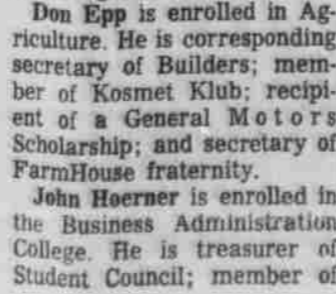 Don Epp is enrolled in Ag-
riculture. He is corresponding
secretary of Builders; mem-
ber of Kosmet Klub; recipi-
ent of a General Motors
Scholarship; and secretary of
FarmHouse fraternity.
John Hoerner is enrolled in
the Business Administration
College. He is treasurer of
Student Council; member of